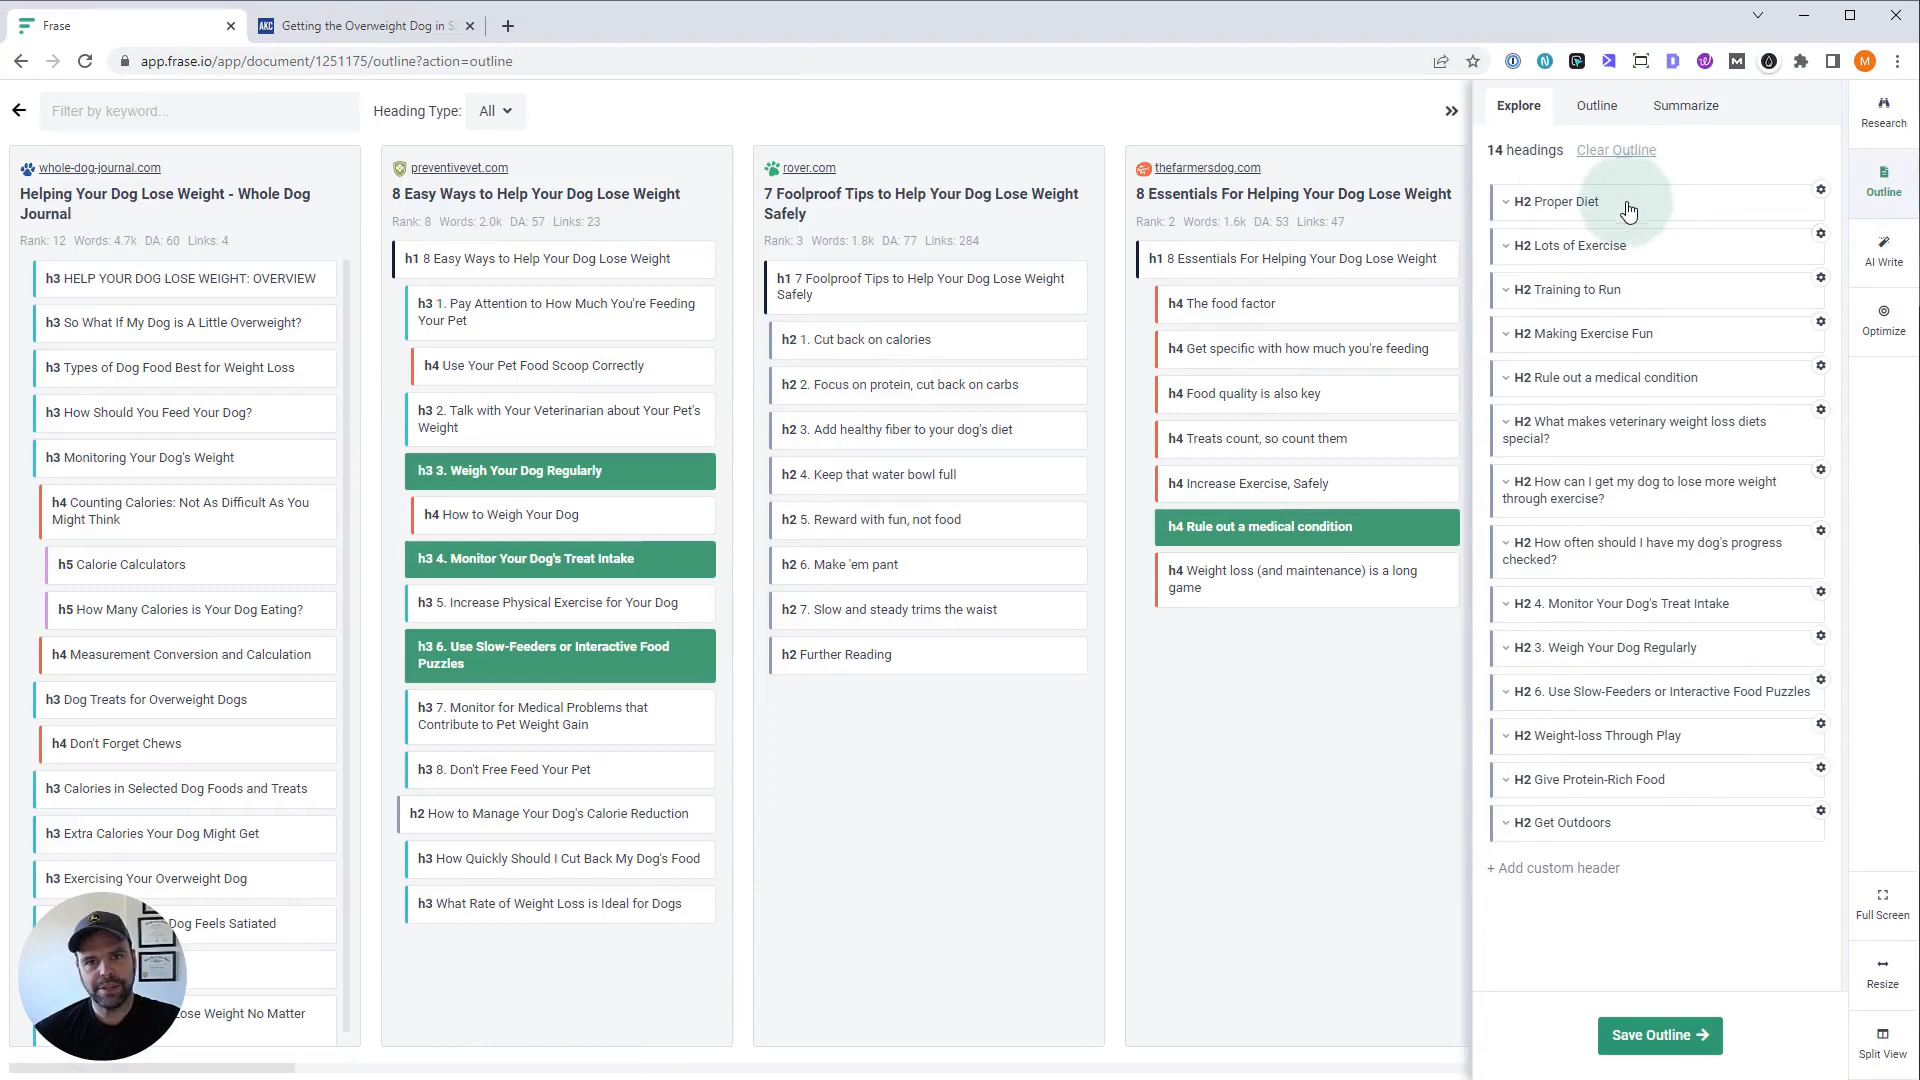 Frase
AKC Getting the Overweight Dog in S
app.frase.io/app/document/1251175/outline?action=outline
Filter by keyword...
Heading Type:
All
whole-dog-journal.com
Helping Your Dog Lose Weight - Whole Dog
Journal
Rank: 12 Words: 4.7k DA: 60 Links: 4
h3 HELP YOUR DOG LOSE WEIGHT: OVERVIEW
h3 So What If My Dog is A Little Overweight?
h3 Types of Dog Food Best for Weight Loss
h3 How Should You Feed Your Dog?
h3 Monitoring Your Dog's Weight
h4 Counting Calories: Not As Difficult As You
Might Think
h5 Calorie Calculators
h5 How Many Calories is Your Dog Eating?
h4 Measurement Conversion and Calculation
h3 Dog Treats for Overweight Dogs
h4 Don't Forget Chews
h3 Calories in Selected Dog Foods and Treats
h3 Extra Calories Your Dog Might Get
h3 Exercising Your Overweight Dog
Dog Feels Satiated
Lose Weight No Matter
preventivevet.com
8 Easy Ways to Help Your Dog Lose Weight
Rank: 8 Words: 2.0k DA: 57 Links: 23
h1 8 Easy Ways to Help Your Dog Lose Weight
h3 1. Pay Attention to How Much You're Feeding
Your Pet
h4 Use Your Pet Food Scoop Correctly
h3 2. Talk with Your Veterinarian about Your Pet's
Weight
h3 3. Weigh Your Dog Regularly
h4 How to Weigh Your Dog
h3 4. Monitor Your Dog's Treat Intake
h3 5. Increase Physical Exercise for Your Dog
h3 6. Use Slow-Feeders or Interactive Food
Puzzles
h3 7. Monitor for Medical Problems that
Contribute to Pet Weight Gain
h3 8. Don't Free Feed Your Pet
h2 How to Manage Your Dog's Calorie Reduction
h3 How Quickly Should I Cut Back My Dog's Food
h3 What Rate of Weight Loss is Ideal for Dogs
rover.com
7 Foolproof Tips to Help Your Dog Lose Weight
Safely
Rank: 3 Words: 1.8k DA: 77 Links: 284
h1 7 Foolproof Tips to Help Your Dog Lose Weight
Safely
h2 1. Cut back on calories
h2 2. Focus on protein, cut back on carbs
h2 3. Add healthy fiber to your dog's diet
h2 4. Keep that water bowl full
h2 5. Reward with fun, not food
h2 6. Make 'em pant
h2 7. Slow and steady trims the waist
h2 Further Reading
thefarmersdog.com
8 Essentials For Helping Your Dog Lose Weight
Rank: 2 Words: 1.6k DA: 53 Links: 47
h1 8 Essentials For Helping Your Dog Lose Weight
h4 The food factor
h4 Get specific with how much you're feeding
h4 Food quality is also key
h4 Treats count, so count them
h4 Increase Exercise, Safely
h4 Rule out a medical condition
h4 Weight loss (and maintenance) is a long
game
Explore
Outline
Summarize
14 headings
Clear Outline
H2 Proper Diet
H2 Lots of Exercise
H2 Training to Run
H2 Making Exercise Fun
H2 Rule out a medical condition
H2 What makes veterinary weight loss diets
special?
H2 How can I get my dog to lose more weight
through exercise?
H2 How often should I have my dog's progress
checked?
H2 4. Monitor Your Dog's Treat Intake
H2 3. Weigh Your Dog Regularly
H2 6. Use Slow-Feeders or Interactive Food Puzzles
H2 Weight-loss Through Play
H2 Give Protein-Rich Food
H2 Get Outdoors
+ Add custom header
Save Outline
Research
Outline
AI Write
Optimize
Full Screen
Resize
Split View